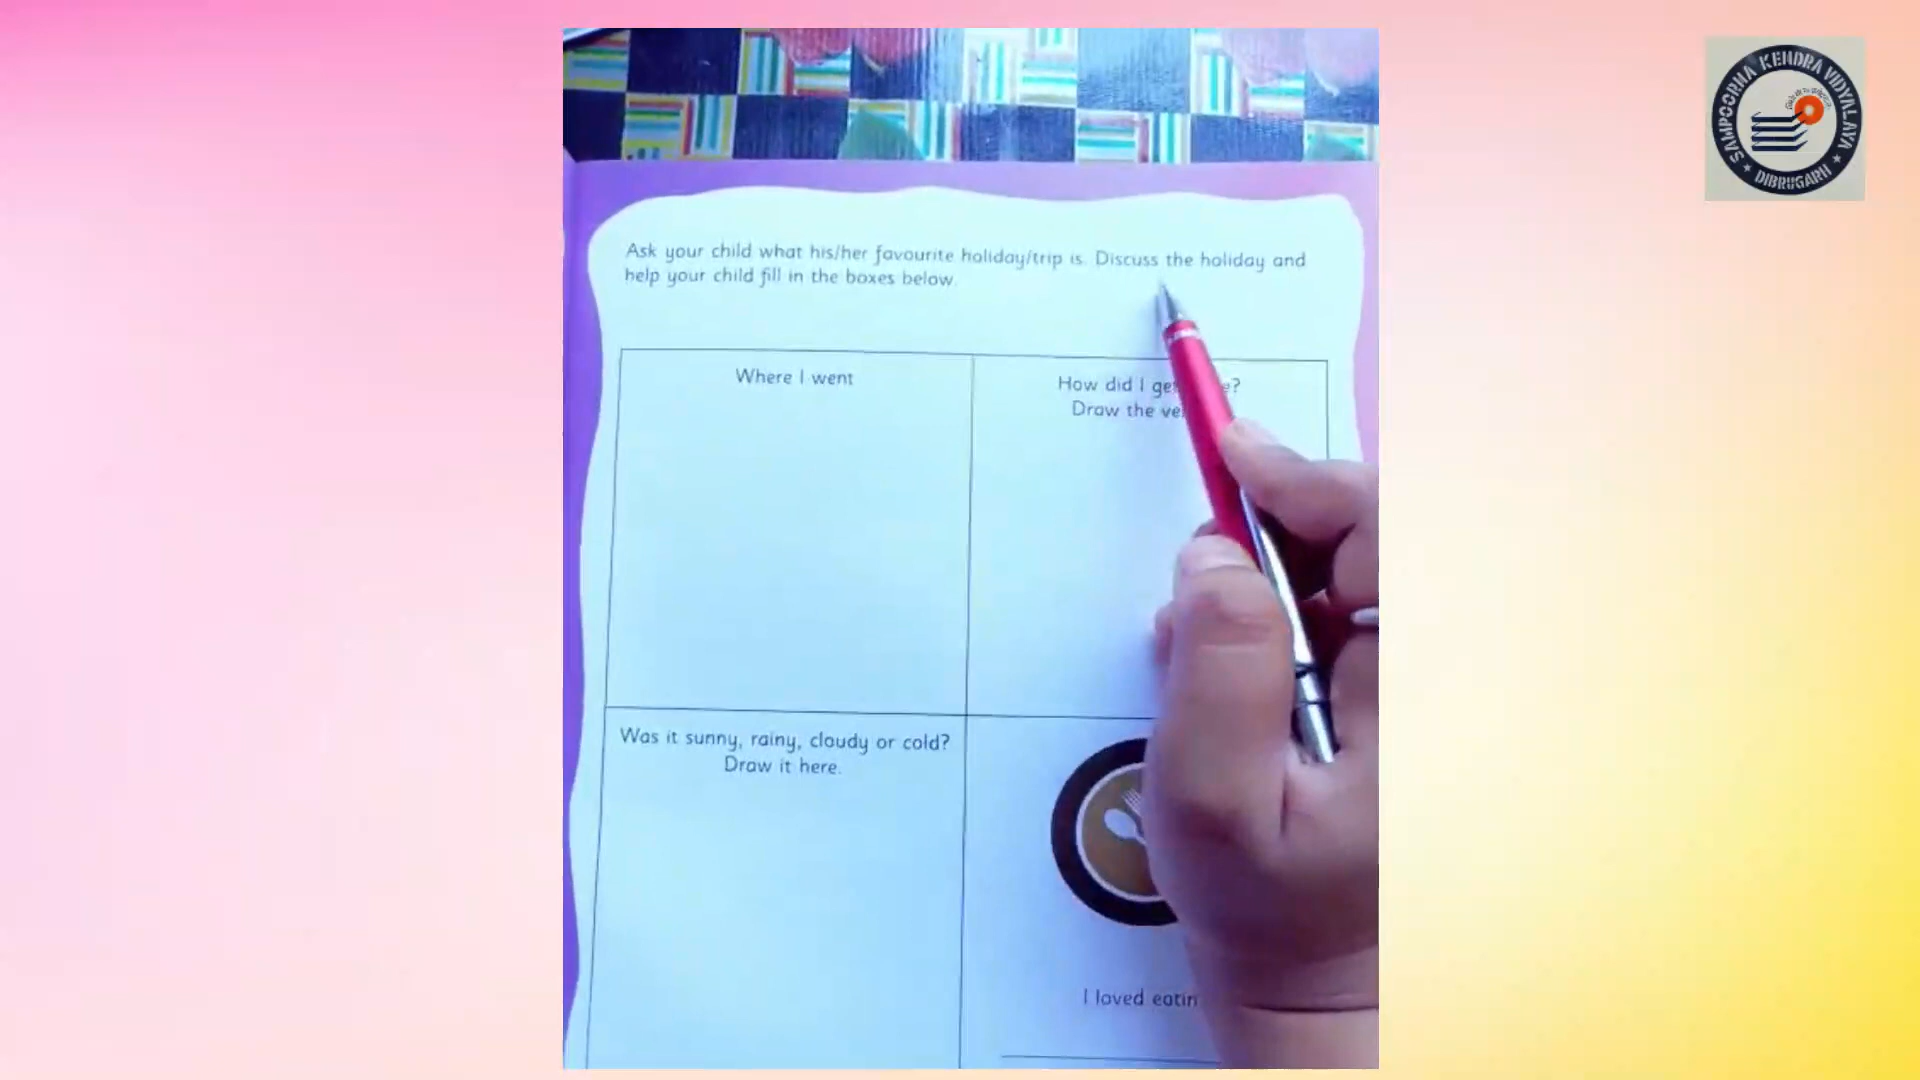 SAMPOORNA KENDRA VIDYALAYA
DIBRUGARH
Ask your child what his/her favourite holiday/trip is. Discuss the holiday and
help your child fill in the boxes below.
Where I went
How did I get
Draw the
Was it sunny, rainy, cloudy or cold?
Draw it here.
I loved